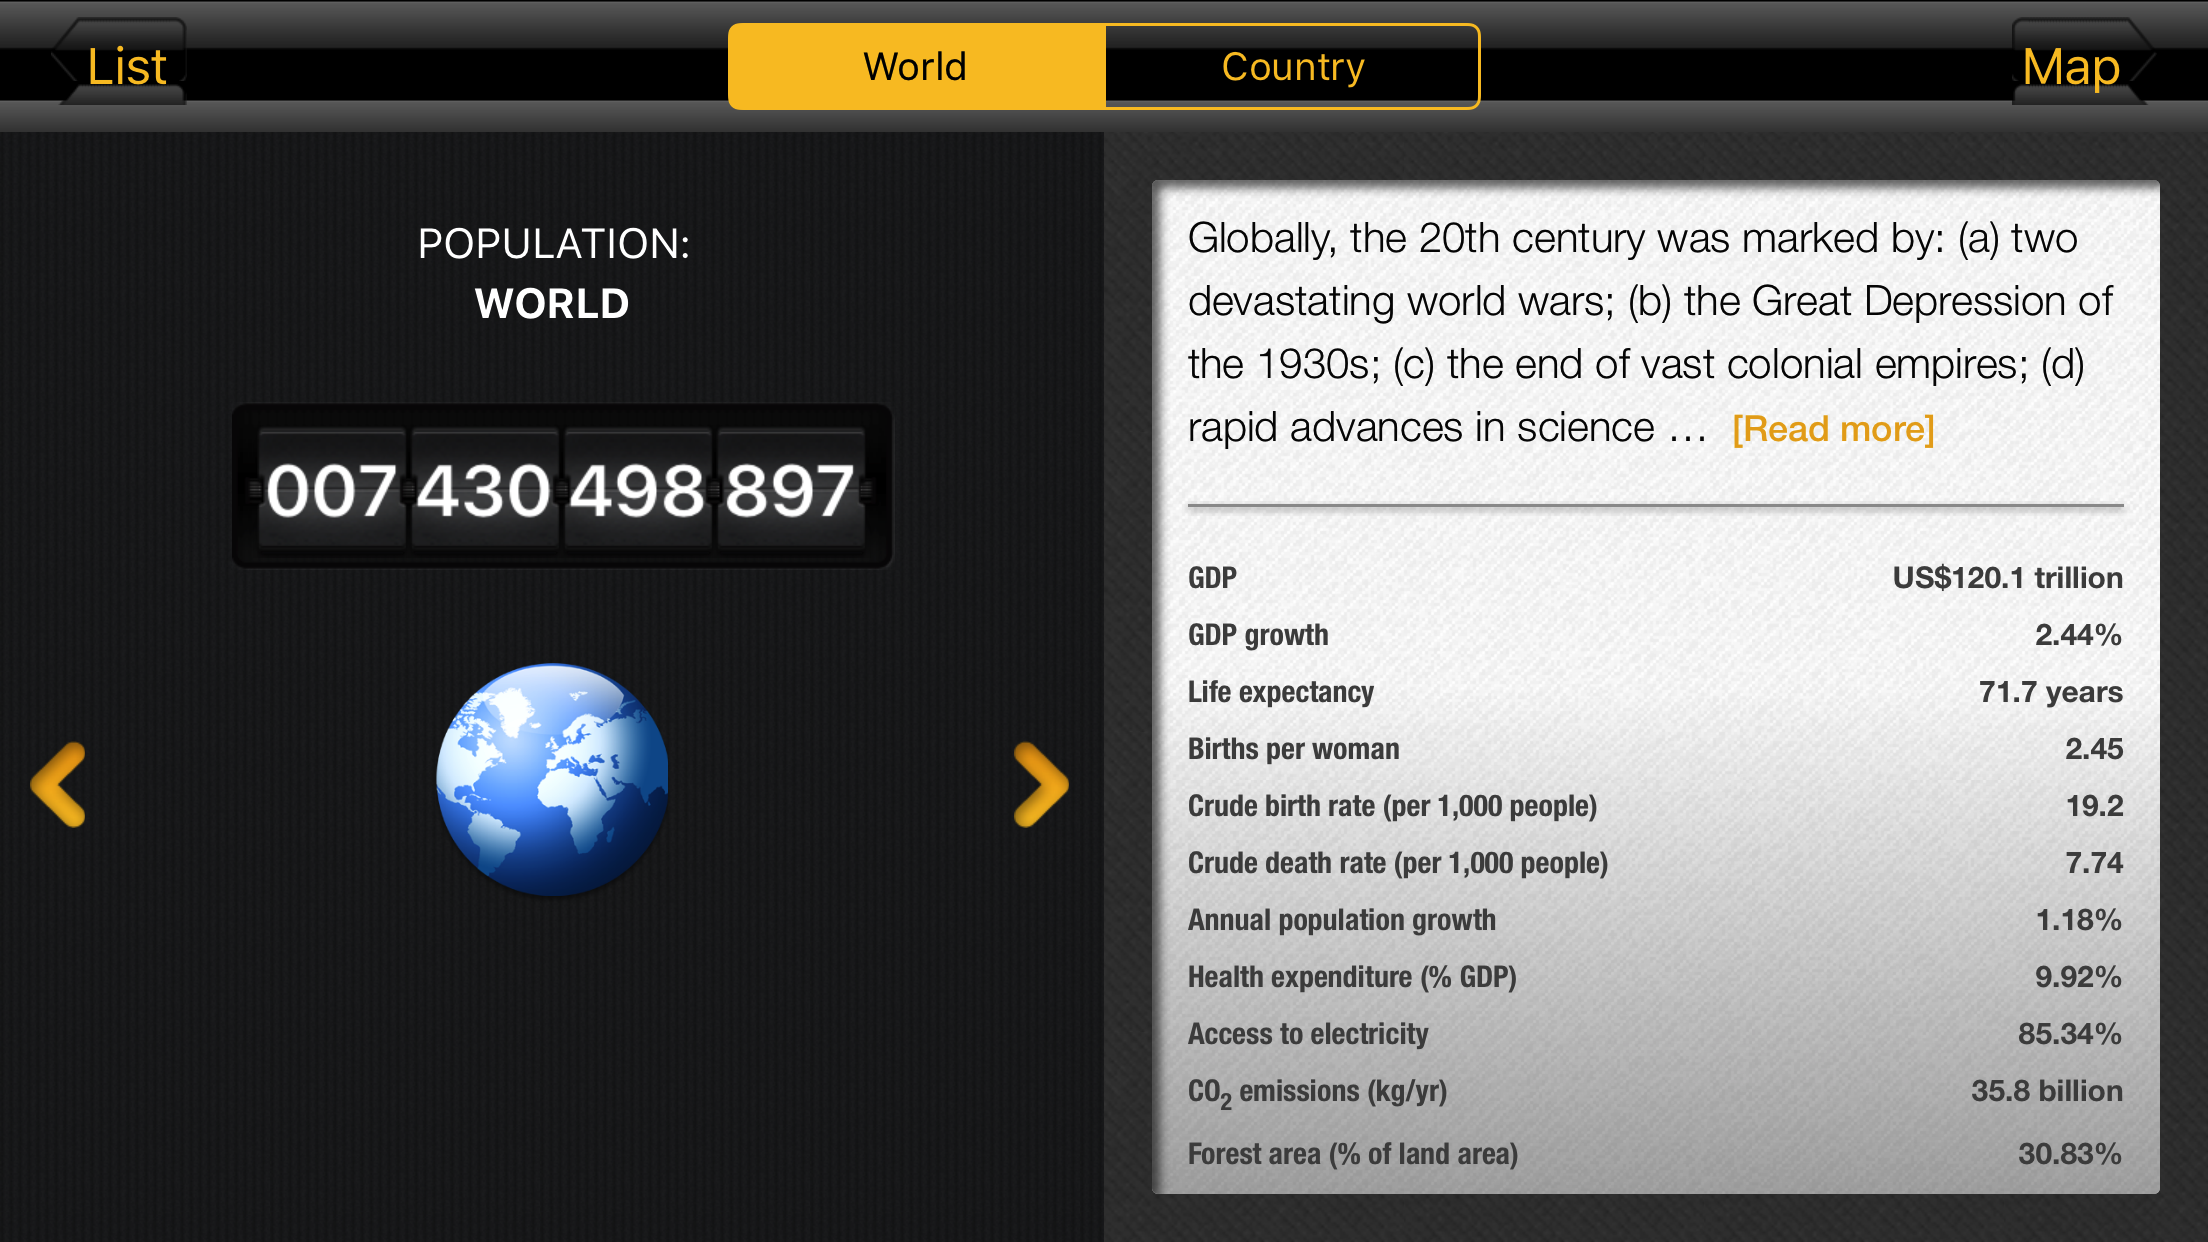 List
World
Country
Map
POPULATION:
WORLD
007 430 498 897
Globally, the 20th century was marked by: (a) two
devastating world wars; (b) the Great Depression of
the 1930s; (c) the end of vast colonial empires; (d)
rapid advances in science ... [Read more]
GDP US$120.1 trillion
GDP growth 2.44%
Life expectancy 71.7 years
Births per woman 2.45
Crude birth rate (per 1,000 people) 19.2
Crude death rate (per 1,000 people) 7.74
Annual population growth 1.18%
Health expenditure (% GDP) 9.92%
Access to electricity 85.34%
CO₂ emissions (kg/yr) 35.8 billion
Forest area (% of land area) 30.83%